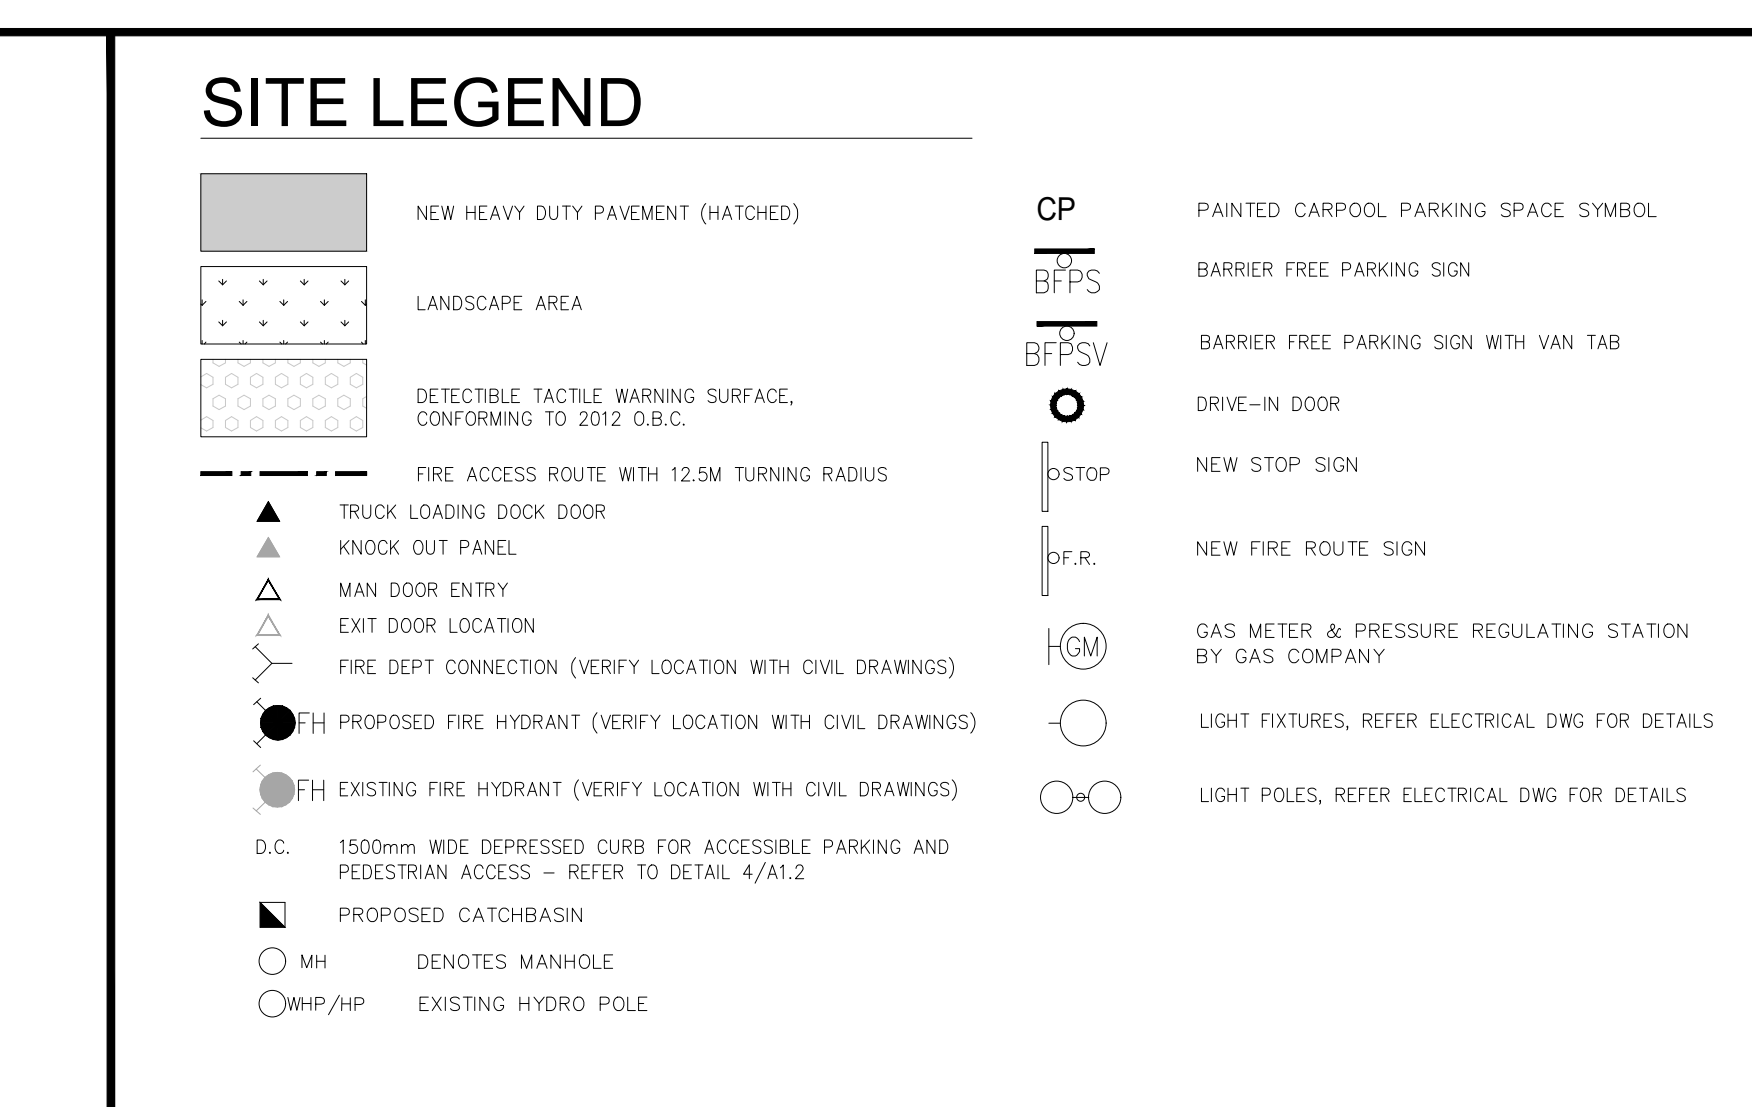 SITE LEGEND
NEW HEAVY DUTY PAVEMENT (HATCHED)
LANDSCAPE AREA
DETECTIBLE TACTILE WARNING SURFACE,
CONFORMING TO 2012 O.B.C.
FIRE ACCESS ROUTE WITH 12.5M TURNING RADIUS
TRUCK LOADING DOCK DOOR
KNOCK OUT PANEL
MAN DOOR ENTRY
EXIT DOOR LOCATION
FIRE DEPT CONNECTION (VERIFY LOCATION WITH CIVIL DRAWINGS)
FH PROPOSED FIRE HYDRANT (VERIFY LOCATION WITH CIVIL DRAWINGS)
FH EXISTING FIRE HYDRANT (VERIFY LOCATION WITH CIVIL DRAWINGS)
D.C. 1500mm WIDE DEPRESSED CURB FOR ACCESSIBLE PARKING AND
PEDESTRIAN ACCESS – REFER TO DETAIL 4/A1.2
PROPOSED CATCHBASIN
MH DENOTES MANHOLE
WHP/HP EXISTING HYDRO POLE
CP PAINTED CARPOOL PARKING SPACE SYMBOL
BFPS BARRIER FREE PARKING SIGN
BFPSV BARRIER FREE PARKING SIGN WITH VAN TAB
DRIVE–IN DOOR
STOP NEW STOP SIGN
F.R. NEW FIRE ROUTE SIGN
GM GAS METER & PRESSURE REGULATING STATION
BY GAS COMPANY
LIGHT FIXTURES, REFER ELECTRICAL DWG FOR DETAILS
LIGHT POLES, REFER ELECTRICAL DWG FOR DETAILS